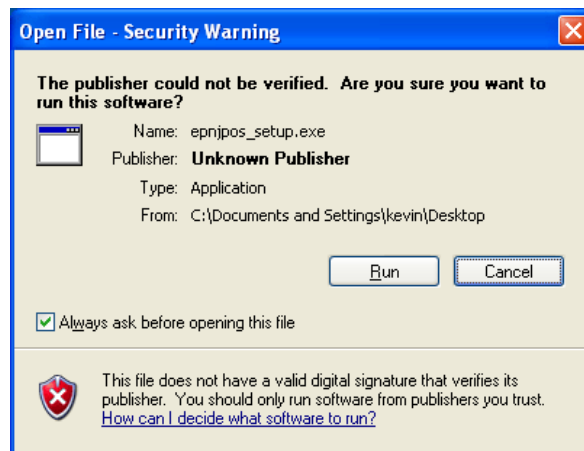 Open File - Security Warning
The publisher could not be verified.  Are you sure you want to
run this software?
Name: epnjpos_setup.exe
Publisher: Unknown Publisher
Type: Application
From: C:\Documents and Settings\kevin\Desktop
Run Cancel
Always ask before opening this file
This file does not have a valid digital signature that verifies its
publisher.  You should only run software from publishers you trust.
How can I decide what software to run?